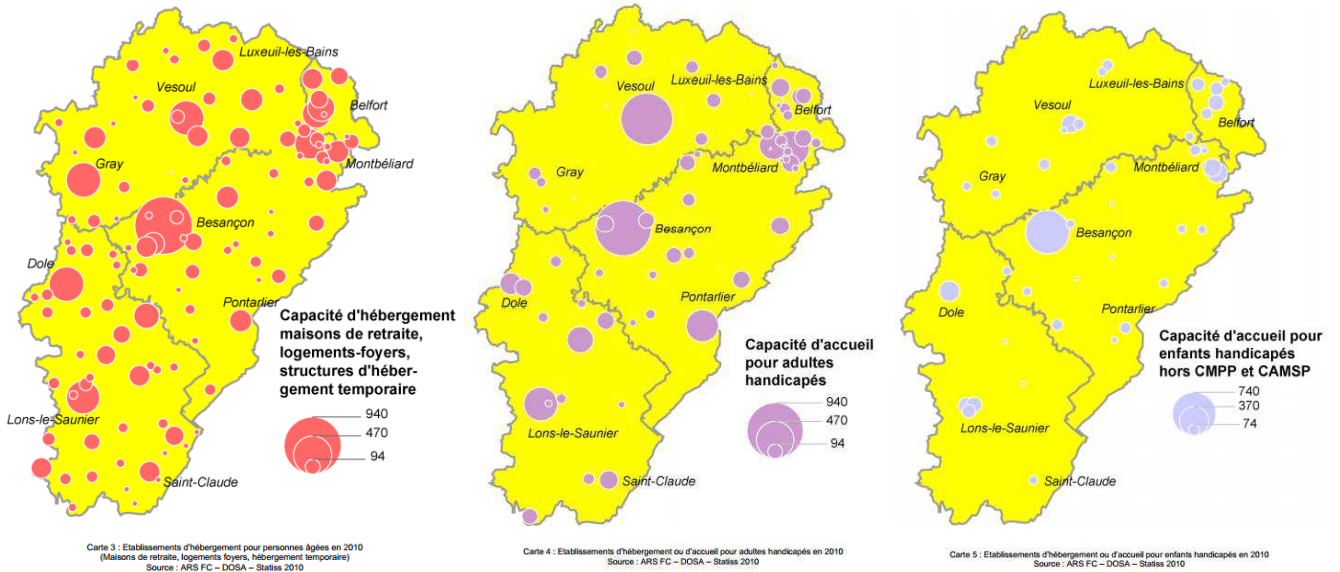 Luxeuil-les-Bains
Vesoul
Belfort
Gray
Montbéliard
Besançon
Dole
Pontarlier
Lons-le-Saunier
Saint-Claude
Capacité d'hébergement
maisons de retraite,
logements-foyers,
structures d'héber-
gement temporaire
940
470
94
Carte 3 : Etablissements d'hébergement pour personnes âgées en 2010
(Maisons de retraite, logements foyers, hébergement temporaire)
Source : ARS FC – DOSA – Statiss 2010
Luxeuil-les-Bains
Vesoul
Belfort
Gray
Montbéliard
Besançon
Dole
Pontarlier
Lons-le-Saunier
Saint-Claude
Capacité d'accueil
pour adultes
handicapés
940
470
94
Carte 4 : Etablissements d'hébergement ou d'accueil pour adultes handicapés en 2010
Source : ARS FC – DOSA – Statiss 2010
Luxeuil-les-Bains
Vesoul
Belfort
Montbéliard
Gray
Besançon
Dole
Pontarlier
Lons-le-Saunier
Saint-Claude
Capacité d'accueil pour
enfants handicapés
hors CMPP et CAMSP
740
370
74
Carte 5 : Etablissements d'hébergement ou d'accueil pour enfants handicapés en 2010
Source : ARS FC – DOSA – Statiss 2010